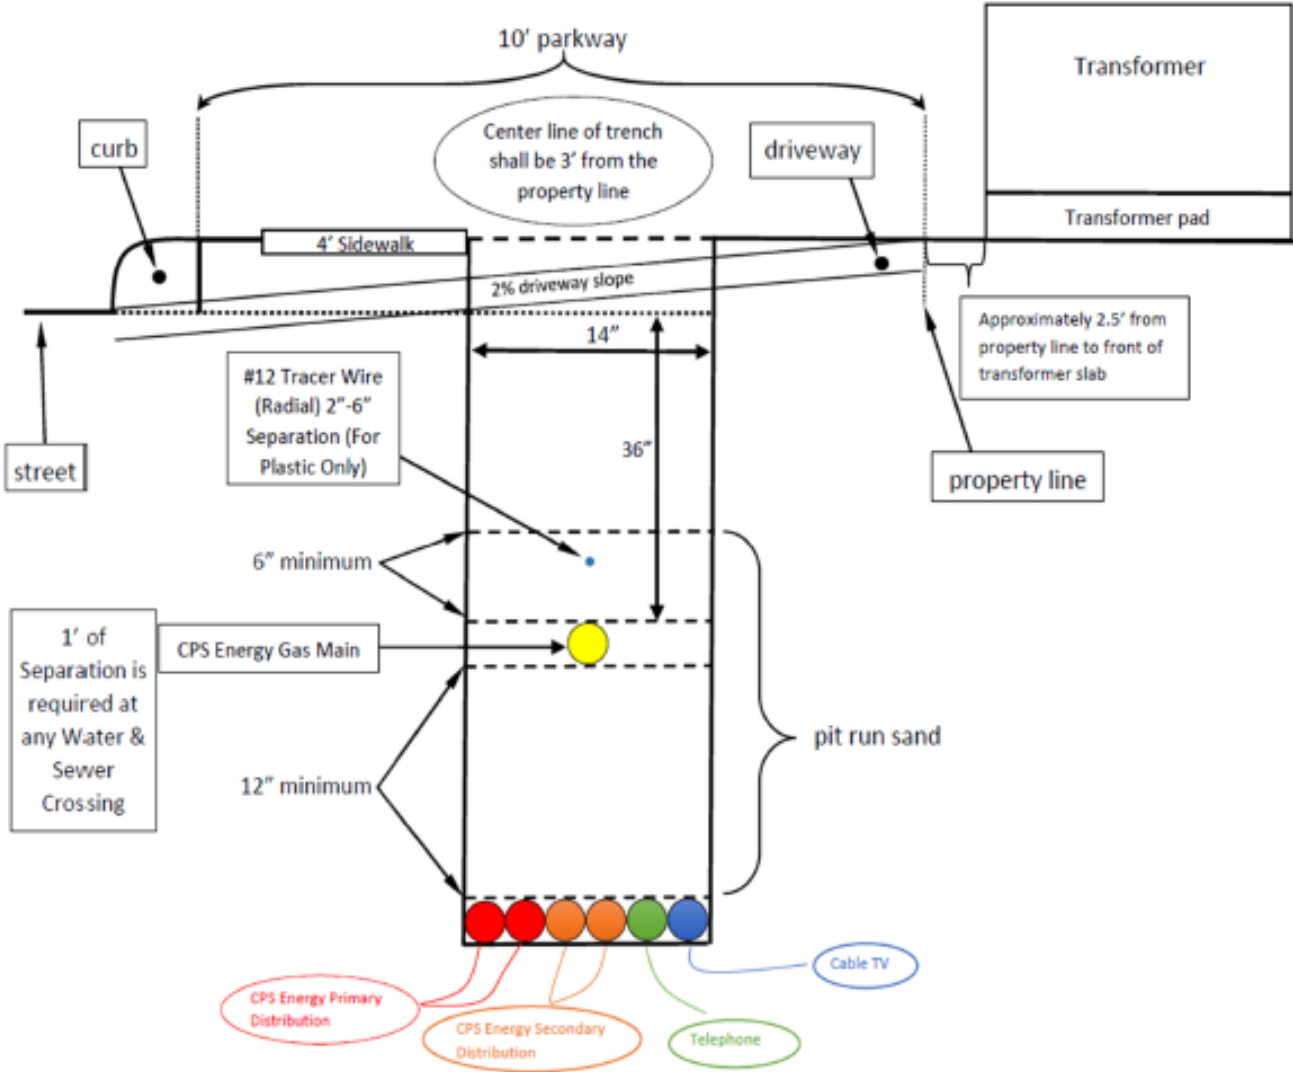 10’ parkway
Transformer
Center line of trench
shall be 3’ from the
property line
curb
driveway
Transformer pad
4’ Sidewalk
2% driveway slope
14”
Approximately 2.5’ from
property line to front of
transformer slab
#12 Tracer Wire
(Radial) 2”-6”
Separation (For
Plastic Only)
36”
street
property line
6” minimum
1’ of
Separation is
required at
any Water &
Sewer
Crossing
CPS Energy Gas Main
pit run sand
12” minimum
Cable TV
CPS Energy Primary
Distribution
CPS Energy Secondary
Distribution
Telephone